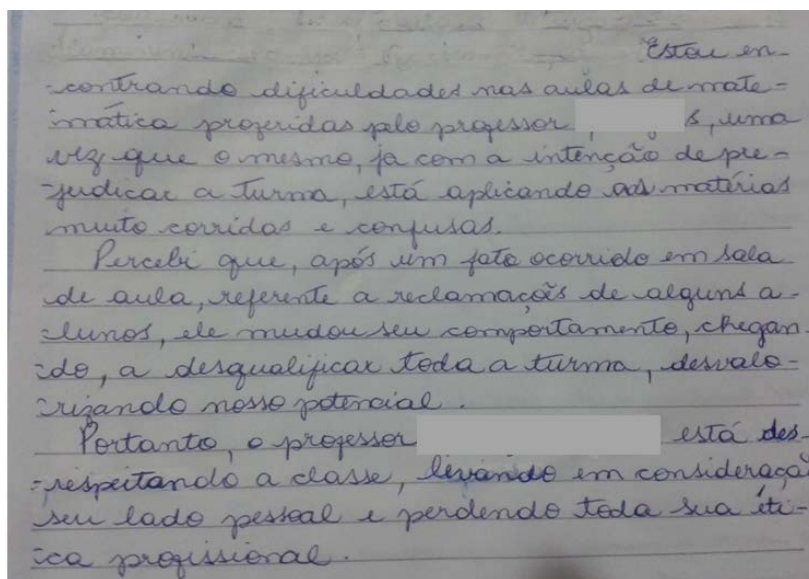 Estou en-
-contrando dificuldades nas aulas de mate-
-mática proferidas pelo professor s, uma
vez que o mesmo, ja com a intenção de pre-
-judicar a turma, está aplicando as matérias
muito corridas e confusas.
Percebi que, após um fato ocorrido em sala
de aula, referente a reclamações de alguns a-
lunos, ele mudou seu comportamento, chegan-
-do, a desqualificar toda a turma, desvalo-
-rizando nosso potencial.
Portanto, o professor está des-
-respeitando a classe, levando em consideraçã
seu lado pessoal e perdendo toda sua éti-
-ca profissional.